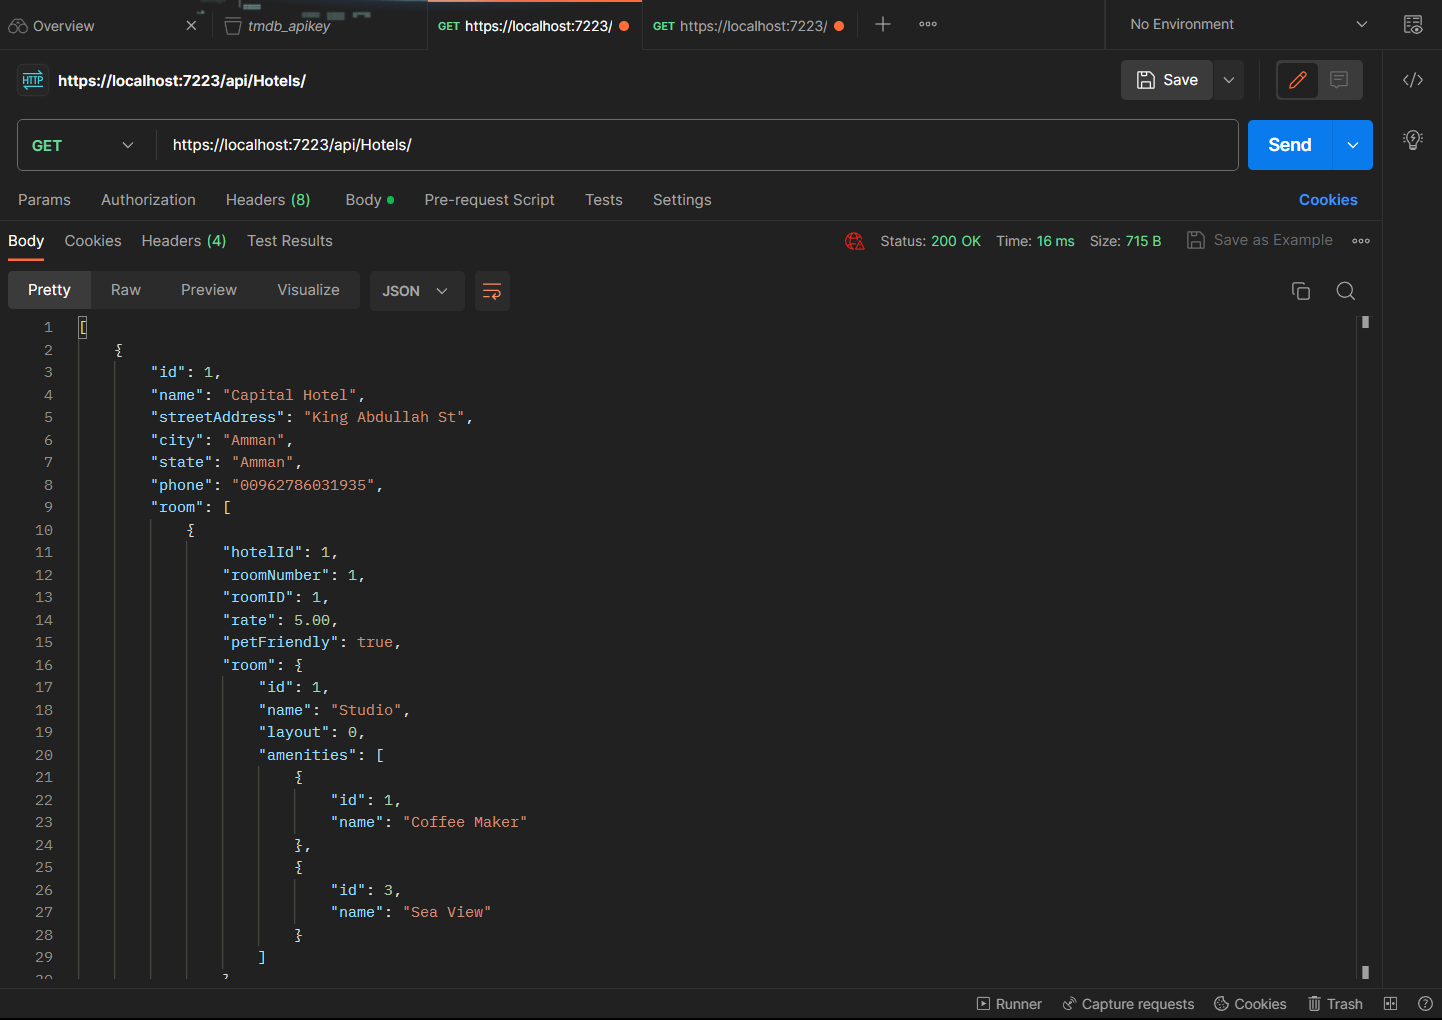 Overview
tmdb_apikey
GET https://localhost:7223/
GET https://localhost:7223/
No Environment
HTTP https://localhost:7223/api/Hotels/
Save
GET https://localhost:7223/api/Hotels/
Send
Params Authorization Headers (8) Body Pre-request Script Tests Settings Cookies
Body Cookies Headers (4) Test Results Status: 200 OK Time: 16 ms Size: 715 B Save as Example
Pretty Raw Preview Visualize JSON
1 [
2 {
3 "id": 1,
4 "name": "Capital Hotel",
5 "streetAddress": "King Abdullah St",
6 "city": "Amman",
7 "state": "Amman",
8 "phone": "00962786031935",
9 "room": [
10 {
11 "hotelId": 1,
12 "roomNumber": 1,
13 "roomID": 1,
14 "rate": 5.00,
15 "petFriendly": true,
16 "room": {
17 "id": 1,
18 "name": "Studio",
19 "layout": 0,
20 "amenities": [
21 {
22 "id": 1,
23 "name": "Coffee Maker"
24 },
25 {
26 "id": 3,
27 "name": "Sea View"
28 }
29 ]
30 }
Runner Capture requests Cookies Trash